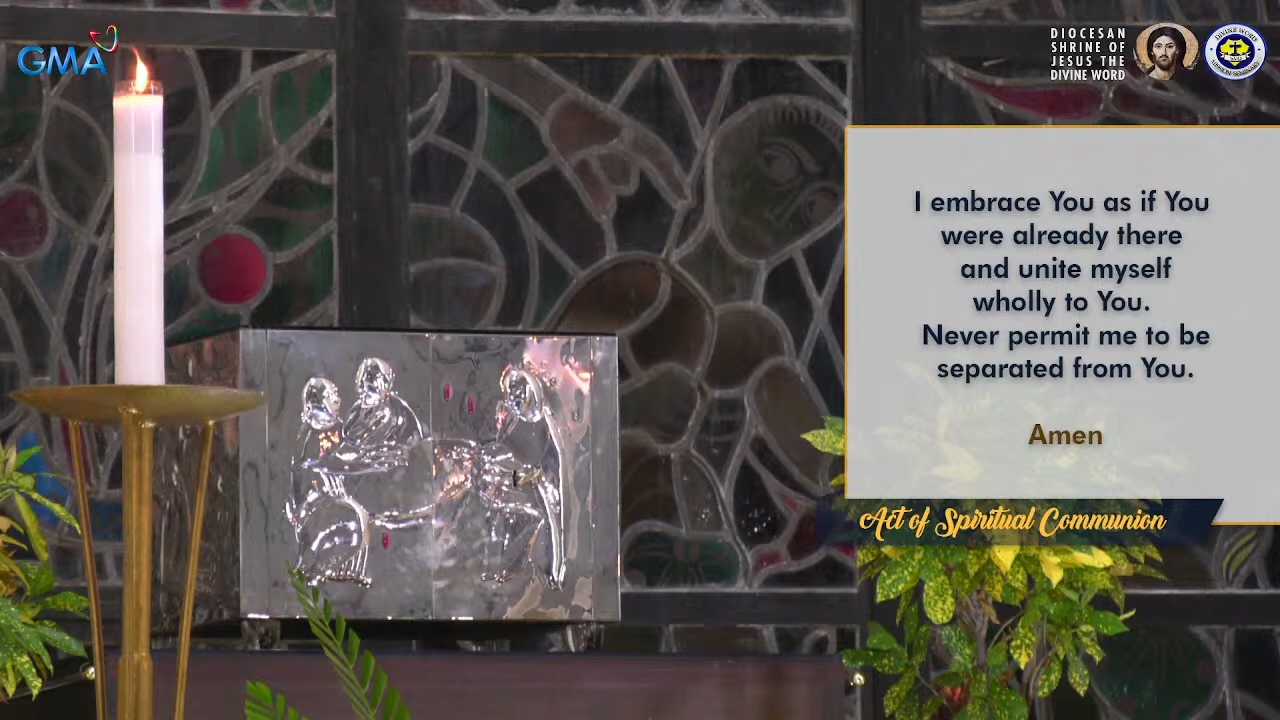 GMA
DIOCESAN
SHRINE OF
JESUS THE
DIVINE WORD
I embrace You as if You
were already there
and unite myself
wholly to You.
Never permit me to be
separated from You.
Amen
Act of Spiritual Communion